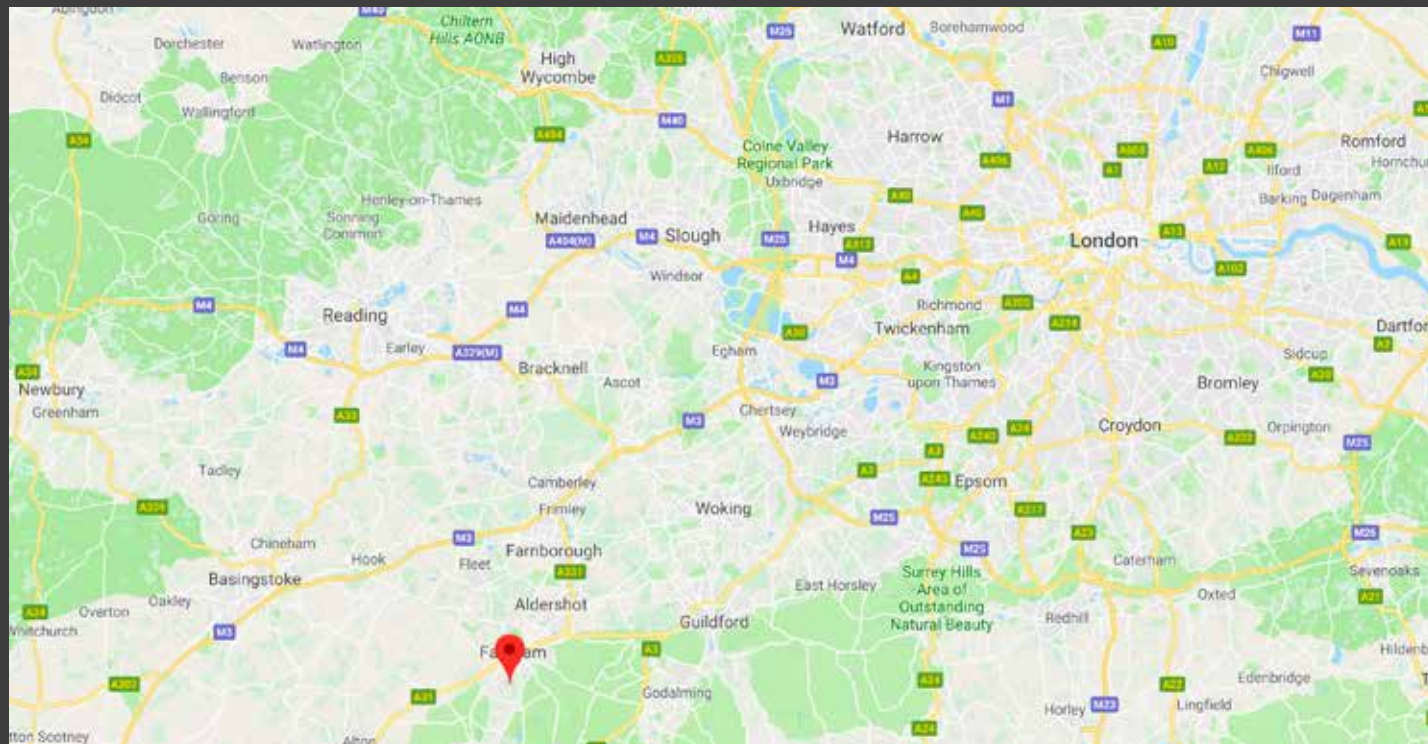 Abingdon
M40
Chiltern
Hills AONB
Dorchester
Watlington
Benson
Didcot
Wallingford
High
Wycombe
A355
M25
Watford
Borehamwood
A10
M11
Chigwell
M1
A34
A404
M40
Colne Valley
Regional Park
Uxbridge
Harrow
A406
A503
A1
A12
A406
Ilford
Romford
Hornchur
Barking
Dagenham
Henley-on-Thames
Goring
Sonning
Common
Maidenhead
A404(M)
M4
Slough
M25
Hayes
A312
M4
A40
A40
London
A13
A13
A102
Windsor
A4
Richmond
A205
M4
Reading
M4
Earley
A329(M)
M4
A30
Twickenham
A214
Dartfor
A2
Sidcup
A20
A34
Newbury
Greenham
Bracknell
Ascot
Egham
M3
Kingston
upon Thames
Bromley
A33
M3
Chertsey
Weybridge
A240
A24
Croydon
A232
Orpington
M25
Tadley
Camberley
Frimley
A3
A3
A243
Epsom
A339
Woking
M25
A217
A23
M25
M25
Chineham
Hook
M3
Fleet
Farnborough
A331
Basingstoke
East Horsley
Surrey Hills
Area of
Outstanding
Natural Beauty
Caterham
Sevenoaks
A21
A34
Overton
Oakley
Whitchurch
M3
Aldershot
Guildford
Redhill
Oxted
A3
Hildenb
A303
A31
Godalming
A24
A22
Edenbridge
Horley
M23
Lingfield
A24
tton Scotney
Alton